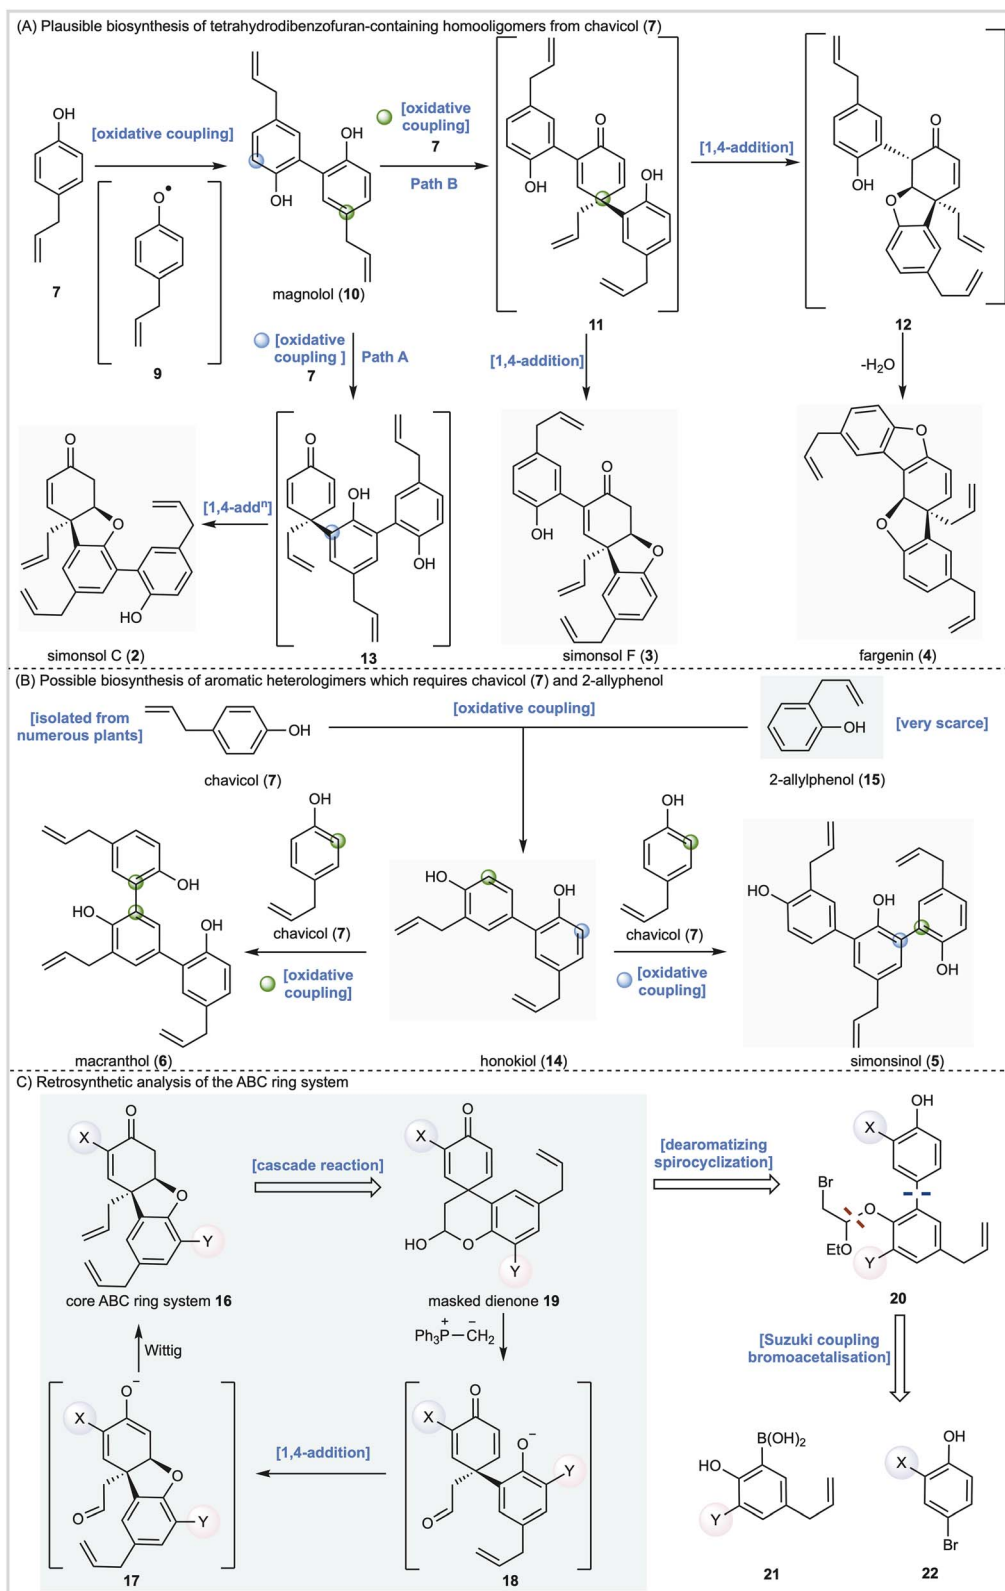 (A) Plausible biosynthesis of tetrahydrodibenzofuran-containing homooligomers from chavicol (7)
OH
[oxidative coupling]
7
O•
9
OH
OH
magnolol (10)
[oxidative
coupling]
7
Path B
O
OH
OH
11
[1,4-addition]
O
OH
O
12
[oxidative
coupling ]
7
Path A
[1,4-addition]
-H2O
O
O
HO
simonsol C (2)
[1,4-addn]
O
OH
OH
13
O
OH
O
simonsol F (3)
O
O
fargenin (4)
(B) Possible biosynthesis of aromatic heterologimers which requires chavicol (7) and 2-allyphenol
[isolated from
numerous plants]
OH
chavicol (7)
[oxidative coupling]
OH
2-allylphenol (15)
[very scarce]
OH
HO
OH
macranthol (6)
OH
chavicol (7)
[oxidative
coupling]
HO
OH
honokiol (14)
OH
chavicol (7)
[oxidative
coupling]
HO
OH
OH
simonsinol (5)
C) Retrosynthetic analysis of the ABC ring system
O
X
O
Y
core ABC ring system 16
[cascade reaction]
O
X
HO
O
Y
masked dienone 19
[dearomatizing
spirocyclization]
OH
X
Br
O
EtO
Y
20
Wittig
+ −
Ph3P—CH2
[Suzuki coupling
bromoacetalisation]
O−
X
O
O
Y
17
[1,4-addition]
O
X
O−
Y
O
18
B(OH)2
HO
Y
21
OH
X
Br
22